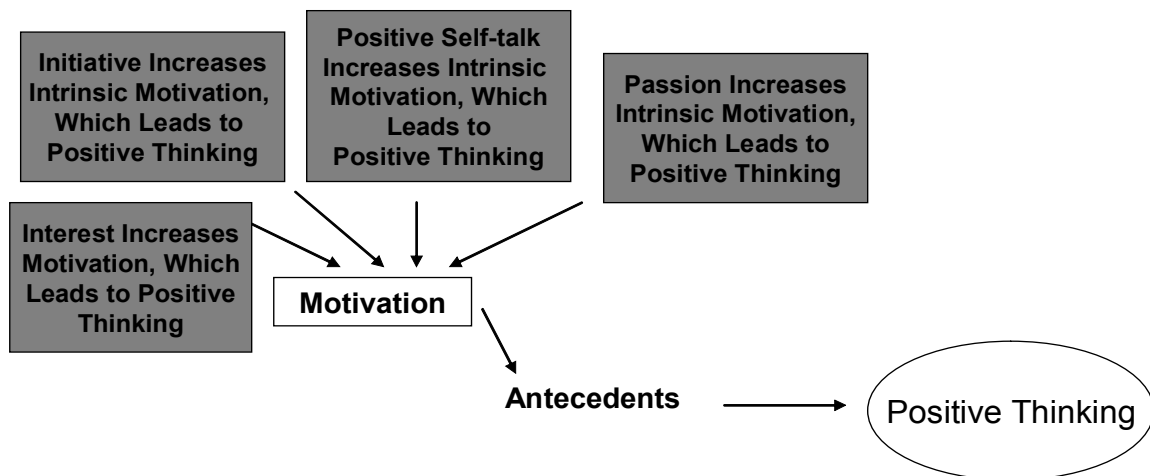 Initiative Increases
Intrinsic Motivation,
Which Leads to
Positive Thinking
Positive Self-talk
Increases Intrinsic
Motivation, Which
Leads to
Positive Thinking
Passion Increases
Intrinsic Motivation,
Which Leads to
Positive Thinking
Interest Increases
Motivation, Which
Leads to Positive
Thinking
Motivation
Antecedents
Positive Thinking